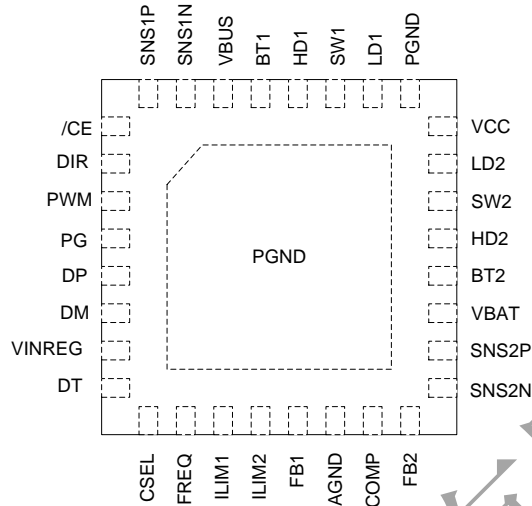 SNS1P
SNS1N
VBUS
BT1
HD1
SW1
LD1
PGND
/CE
DIR
PWM
PG
DP
DM
VINREG
DT
PGND
VCC
LD2
SW2
HD2
BT2
VBAT
SNS2P
SNS2N
CSEL
FREQ
ILIM1
ILIM2
FB1
AGND
COMP
FB2